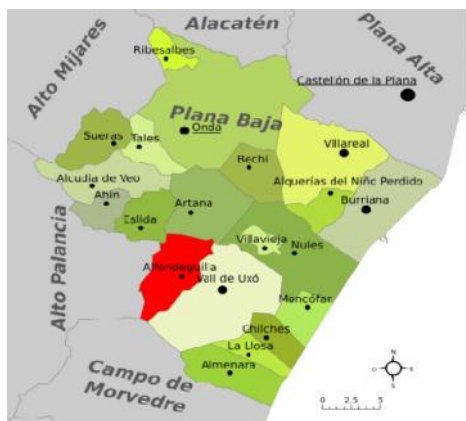 Alacatén
Ribesalbes
Alto Mijares
Plana Alta
Castellón de la Plana
Plana Baja
Sueras
Tales
Onda
Villareal
Bechí
Alcudia de Veo
Alquerías del Niño Perdido
Ahín
Burriana
Artana
Eslida
Villavieja
Nules
Alto Palancia
Alfondeguilla
Vall de Uxó
Moncófar
Chilches
La Llosa
Almenara
Campo de
Morvedre
N
O
E
S
2.5
0
5